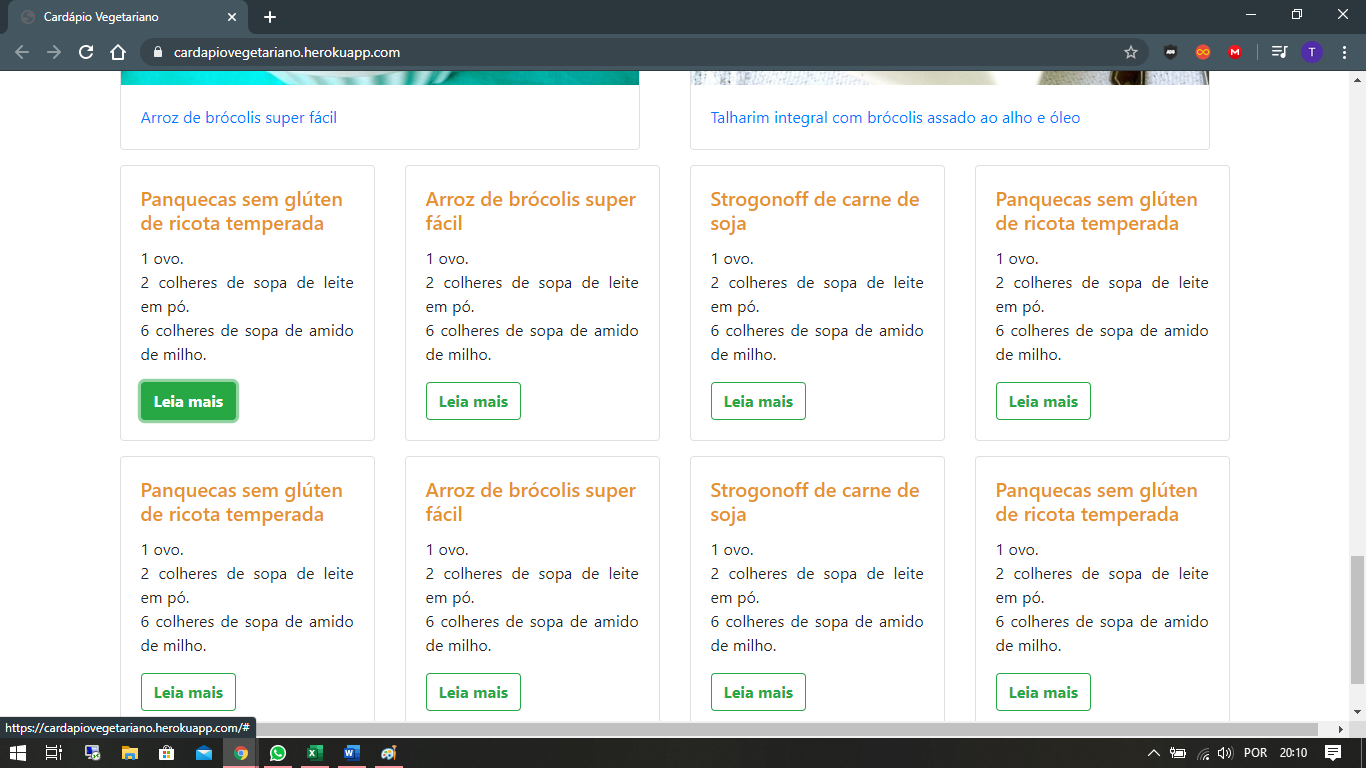 Cardápio Vegetariano
cardapiovegetariano.herokuapp.com
T
Arroz de brócolis super fácil
Talharim integral com brócolis assado ao alho e óleo
Panquecas sem glúten
de ricota temperada
1 ovo.
2 colheres de sopa de leite
em pó.
6 colheres de sopa de amido
de milho.
Leia mais
Arroz de brócolis super
fácil
1 ovo.
2 colheres de sopa de leite
em pó.
6 colheres de sopa de amido
de milho.
Leia mais
Strogonoff de carne de
soja
1 ovo.
2 colheres de sopa de leite
em pó.
6 colheres de sopa de amido
de milho.
Leia mais
Panquecas sem glúten
de ricota temperada
1 ovo.
2 colheres de sopa de leite
em pó.
6 colheres de sopa de amido
de milho.
Leia mais
Panquecas sem glúten
de ricota temperada
1 ovo.
2 colheres de sopa de leite
em pó.
6 colheres de sopa de amido
de milho.
Leia mais
Arroz de brócolis super
fácil
1 ovo.
2 colheres de sopa de leite
em pó.
6 colheres de sopa de amido
de milho.
Leia mais
Strogonoff de carne de
soja
1 ovo.
2 colheres de sopa de leite
em pó.
6 colheres de sopa de amido
de milho.
Leia mais
Panquecas sem glúten
de ricota temperada
1 ovo.
2 colheres de sopa de leite
em pó.
6 colheres de sopa de amido
de milho.
Leia mais
https://cardapiovegetariano.herokuapp.com/#
POR
20:10